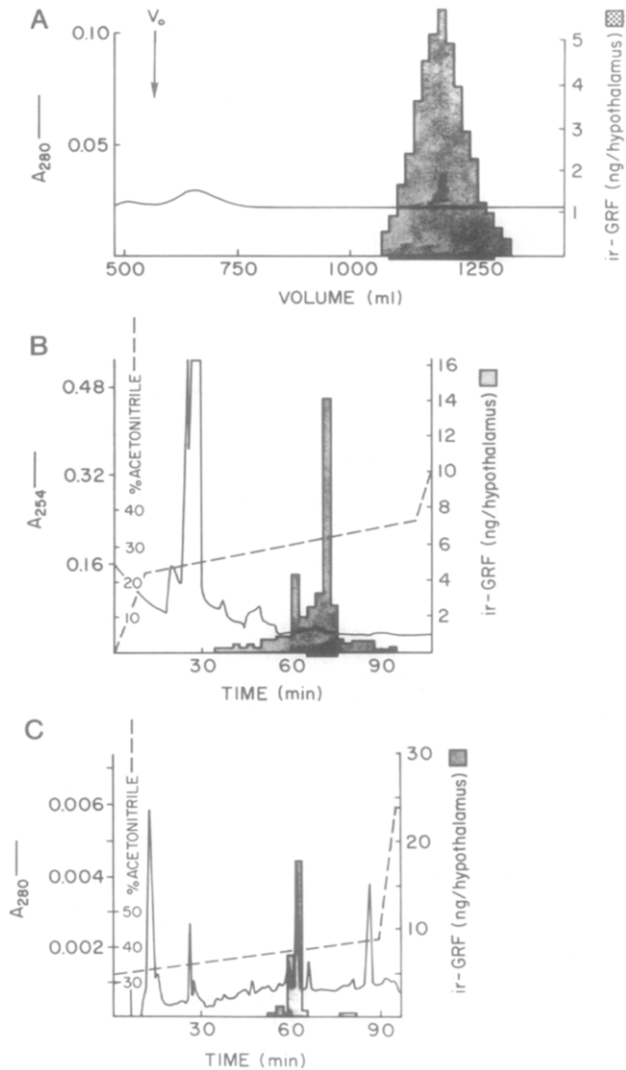 A
Vo
0.10
0.05
A280
5
4
3
2
1
ir-GRF (ng/hypothalamus)
500
750
1000
1250
VOLUME (ml)
B
0.48
0.32
0.16
A254
% ACETONITRILE
40
30
20
10
16
14
12
10
8
6
4
2
ir-GRF (ng/hypothalamus)
30
60
90
TIME (min)
C
0.006
0.004
0.002
A280
% ACETONITRILE
50
40
30
30
20
10
ir-GRF (ng/hypothalamus)
30
60
90
TIME (min)